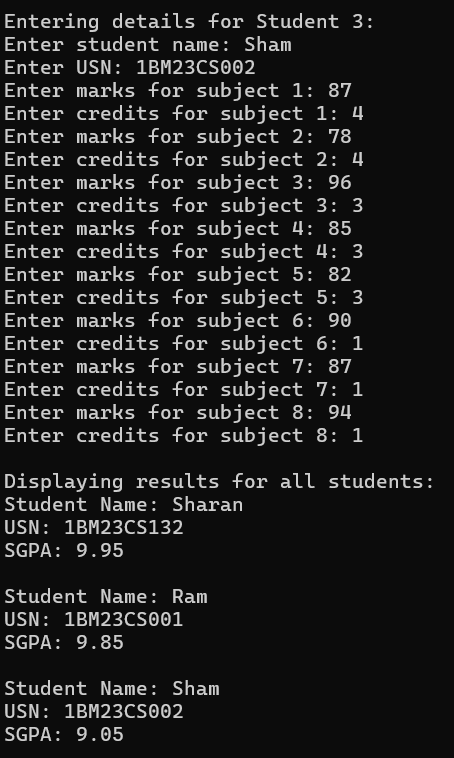 Entering details for Student 3:
Enter student name: Sham
Enter USN: 1BM23CS002
Enter marks for subject 1: 87
Enter credits for subject 1: 4
Enter marks for subject 2: 78
Enter credits for subject 2: 4
Enter marks for subject 3: 96
Enter credits for subject 3: 3
Enter marks for subject 4: 85
Enter credits for subject 4: 3
Enter marks for subject 5: 82
Enter credits for subject 5: 3
Enter marks for subject 6: 90
Enter credits for subject 6: 1
Enter marks for subject 7: 87
Enter credits for subject 7: 1
Enter marks for subject 8: 94
Enter credits for subject 8: 1

Displaying results for all students:
Student Name: Sharan
USN: 1BM23CS132
SGPA: 9.95

Student Name: Ram
USN: 1BM23CS001
SGPA: 9.85

Student Name: Sham
USN: 1BM23CS002
SGPA: 9.05